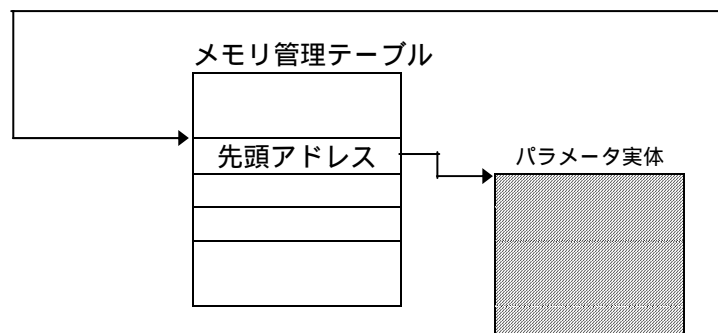 メモリ管理テーブル
先頭アドレス
パラメータ実体